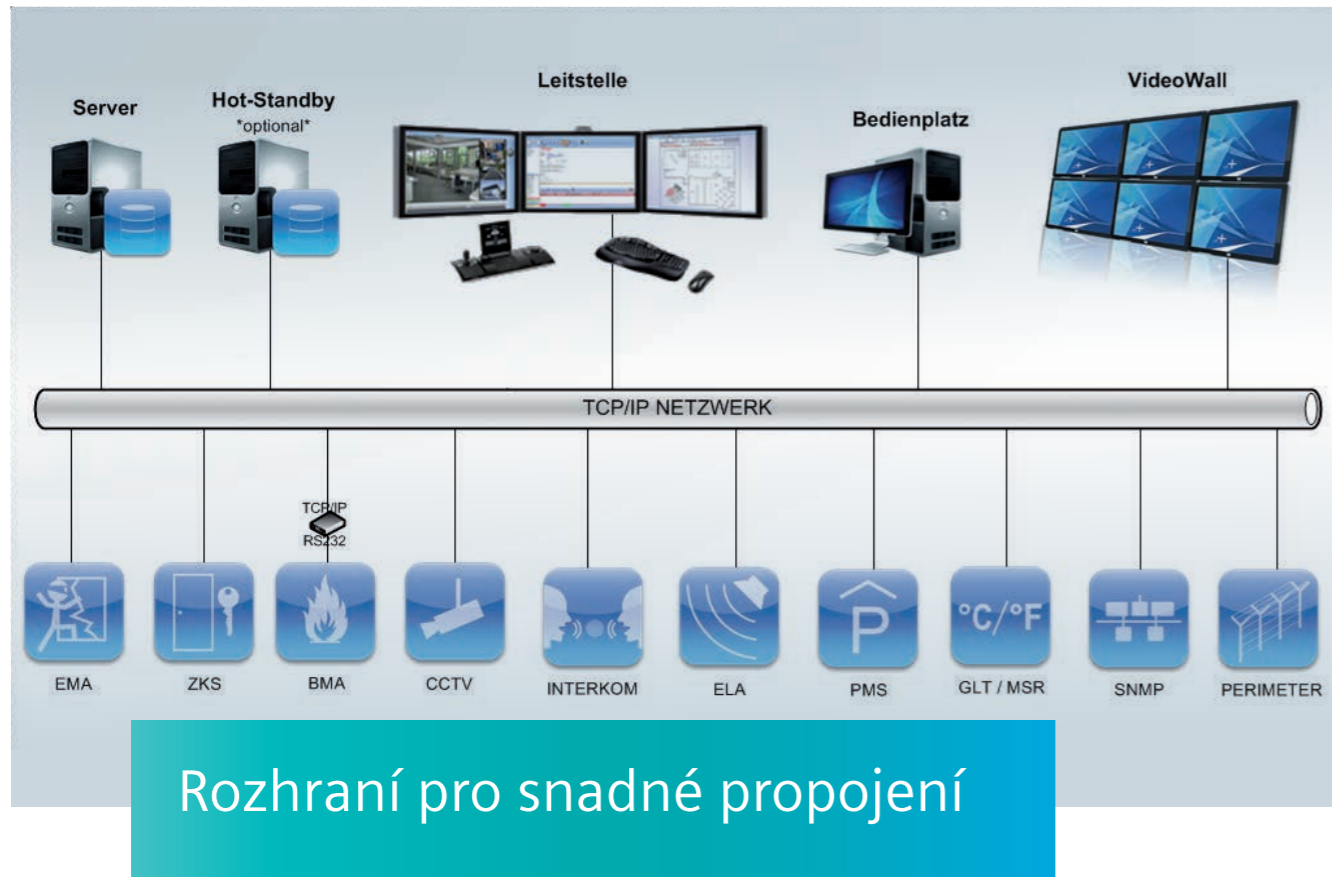 Server
Hot-Standby
*optional*
Leitstelle
Bedienplatz
VideoWall
TCP/IP NETZWERK
TCP/IP
RS232
EMA
ZKS
BMA
CCTV
INTERKOM
ELA
P
PMS
°C/°F
GLT / MSR
SNMP
PERIMETER
Rozhraní pro snadné propojení